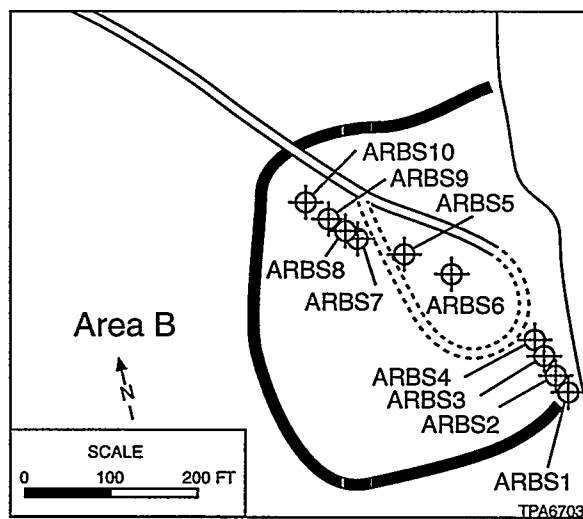 ARBS10
ARBS9
ARBS5
ARBS8
ARBS7
ARBS6
Area B
N
ARBS4
ARBS3
ARBS2
ARBS1
SCALE
0 100 200 FT
TPA6703